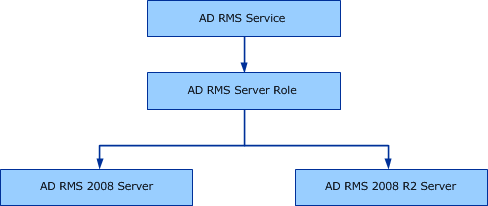 AD RMS Service
AD RMS Server Role
AD RMS 2008 Server
AD RMS 2008 R2 Server